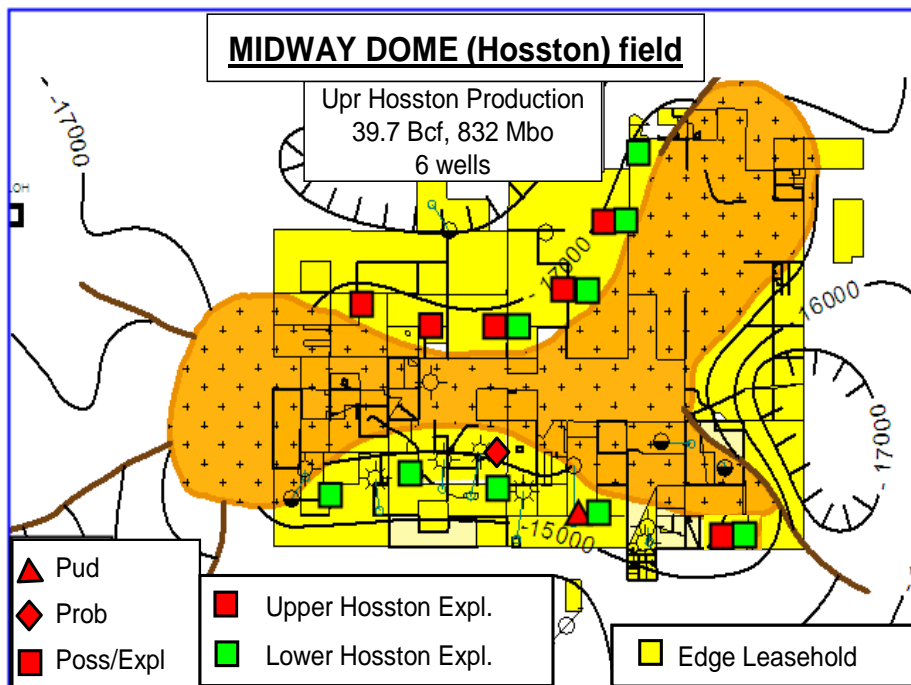 MIDWAY DOME (Hosston) field
Upr Hosston Production
39.7 Bcf, 832 Mbo
6 wells
-17000
LOH
-17000
16000
-17000
-15000
Pud
Prob
Poss/Expl
Upper Hosston Expl.
Lower Hosston Expl.
Edge Leasehold